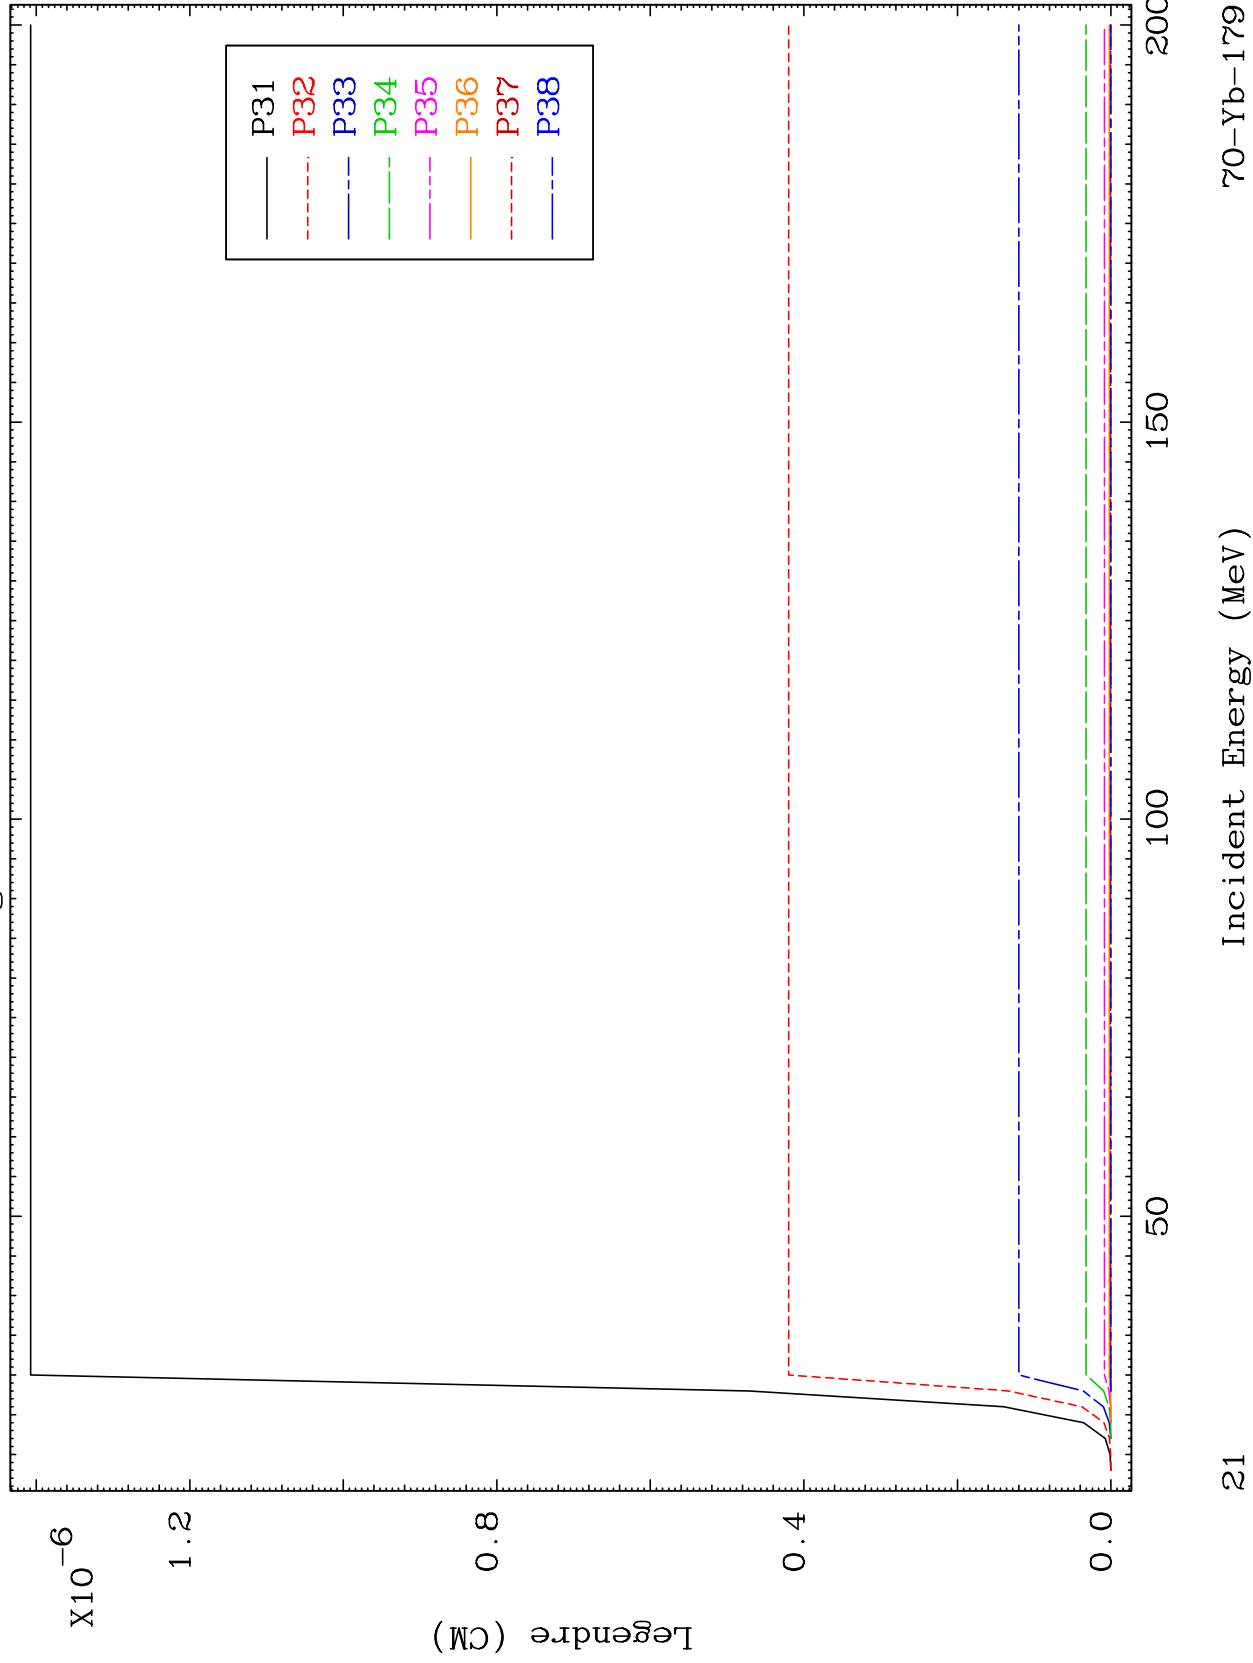 X10-6
1.2
0.8
0.4
0.0
Legendre (CM)
P31
P32
P33
P34
P35
P36
P37
P38
50
100
150
200
Incident Energy (MeV)
21
70-Yb-179